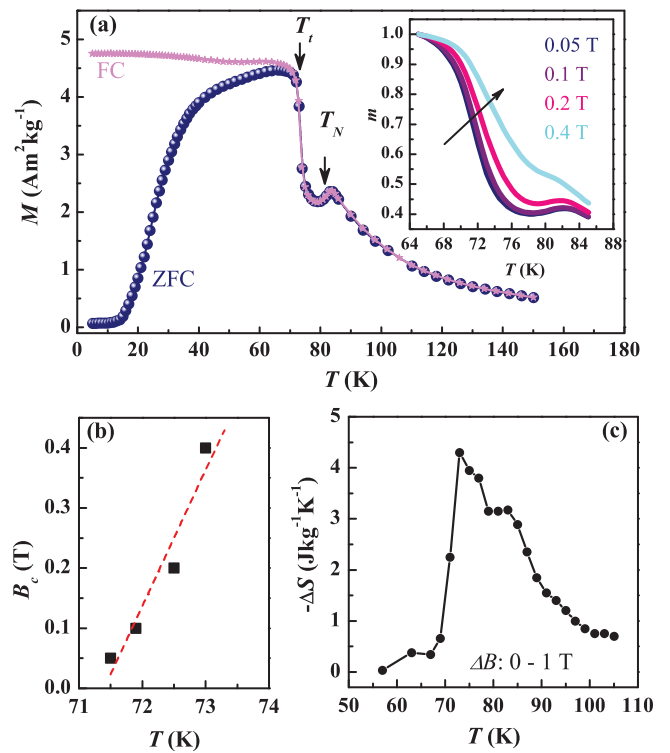 (a)
T_t
T_N
FC
ZFC
M (Am²kg⁻¹)
5
4
3
2
1
0
0 20 40 60 80 100 120 140 160 180
T (K)
0.05 T
0.1 T
0.2 T
0.4 T
m
1.0
0.9
0.8
0.7
0.6
0.5
0.4
64 68 72 76 80 84 88
T (K)
(b)
B_c (T)
0.4
0.2
0.0
71 72 73 74
T (K)
(c)
-ΔS (Jkg⁻¹K⁻¹)
5
4
3
2
1
0
ΔB: 0 - 1 T
50 60 70 80 90 100 110
T (K)